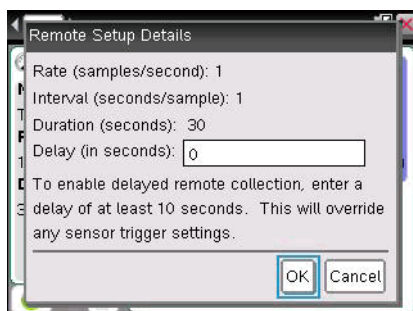 Remote Setup Details
Rate (samples/second): 1
Interval (seconds/sample): 1
Duration (seconds): 30
Delay (in seconds): 0
To enable delayed remote collection, enter a
delay of at least 10 seconds. This will override
any sensor trigger settings.
OK Cancel